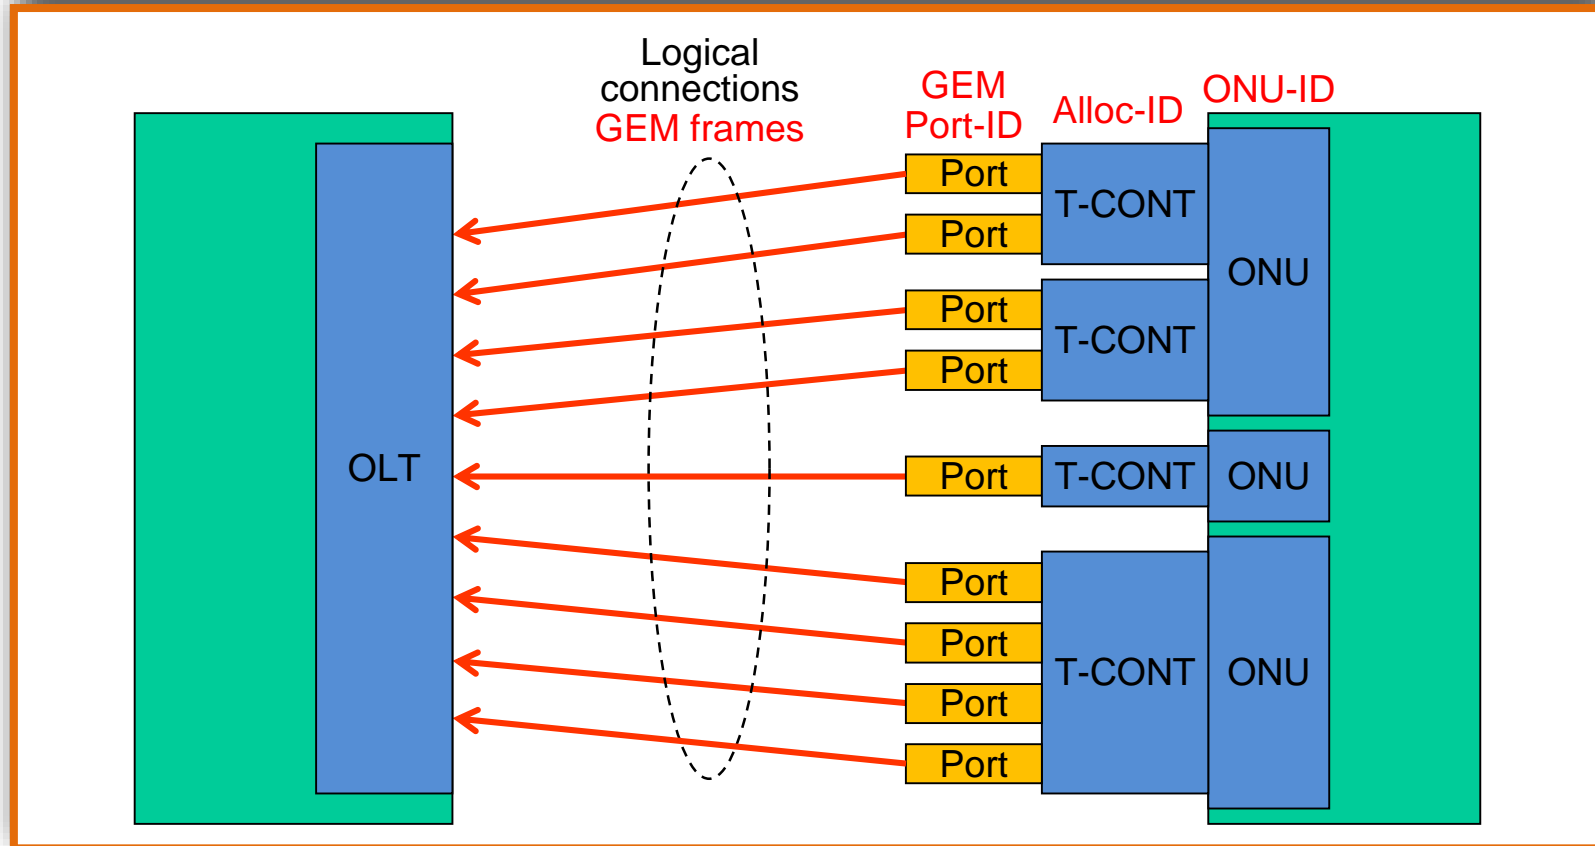 Logical
connections
GEM frames
GEM
Port-ID
Alloc-ID
ONU-ID
Port
Port
T-CONT
Port
Port
T-CONT
ONU
OLT
Port
T-CONT
ONU
Port
Port
Port
Port
T-CONT
ONU